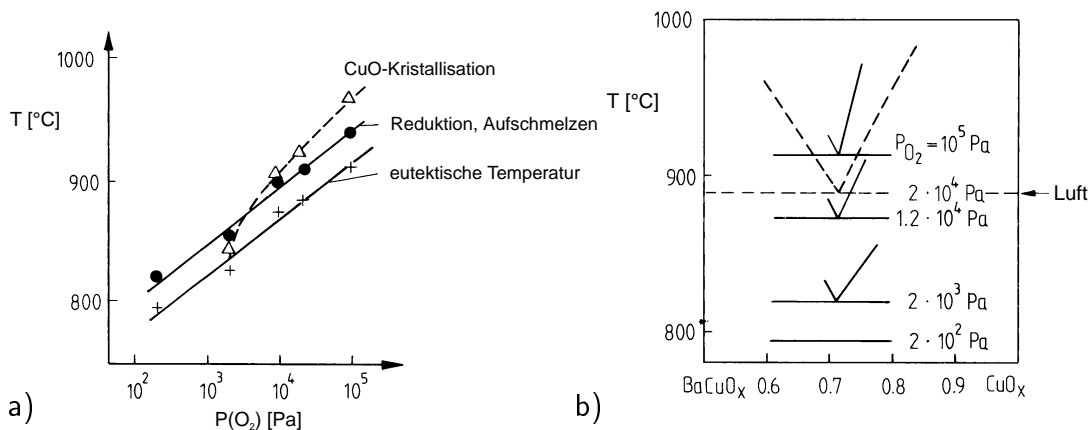 1000
CuO-Kristallisation
T [°C]
Reduktion, Aufschmelzen
eutektische Temperatur
900
800
10² 10³ 10⁴ 10⁵
a)
P(O₂) [Pa]
1000
T [°C]
P_O₂ = 10⁵ Pa
900
2 · 10⁴ Pa
Luft
1.2 · 10⁴ Pa
2 · 10³ Pa
2 · 10² Pa
800
BaCuOₓ 0.6 0.7 0.8 0.9 CuOₓ
b)